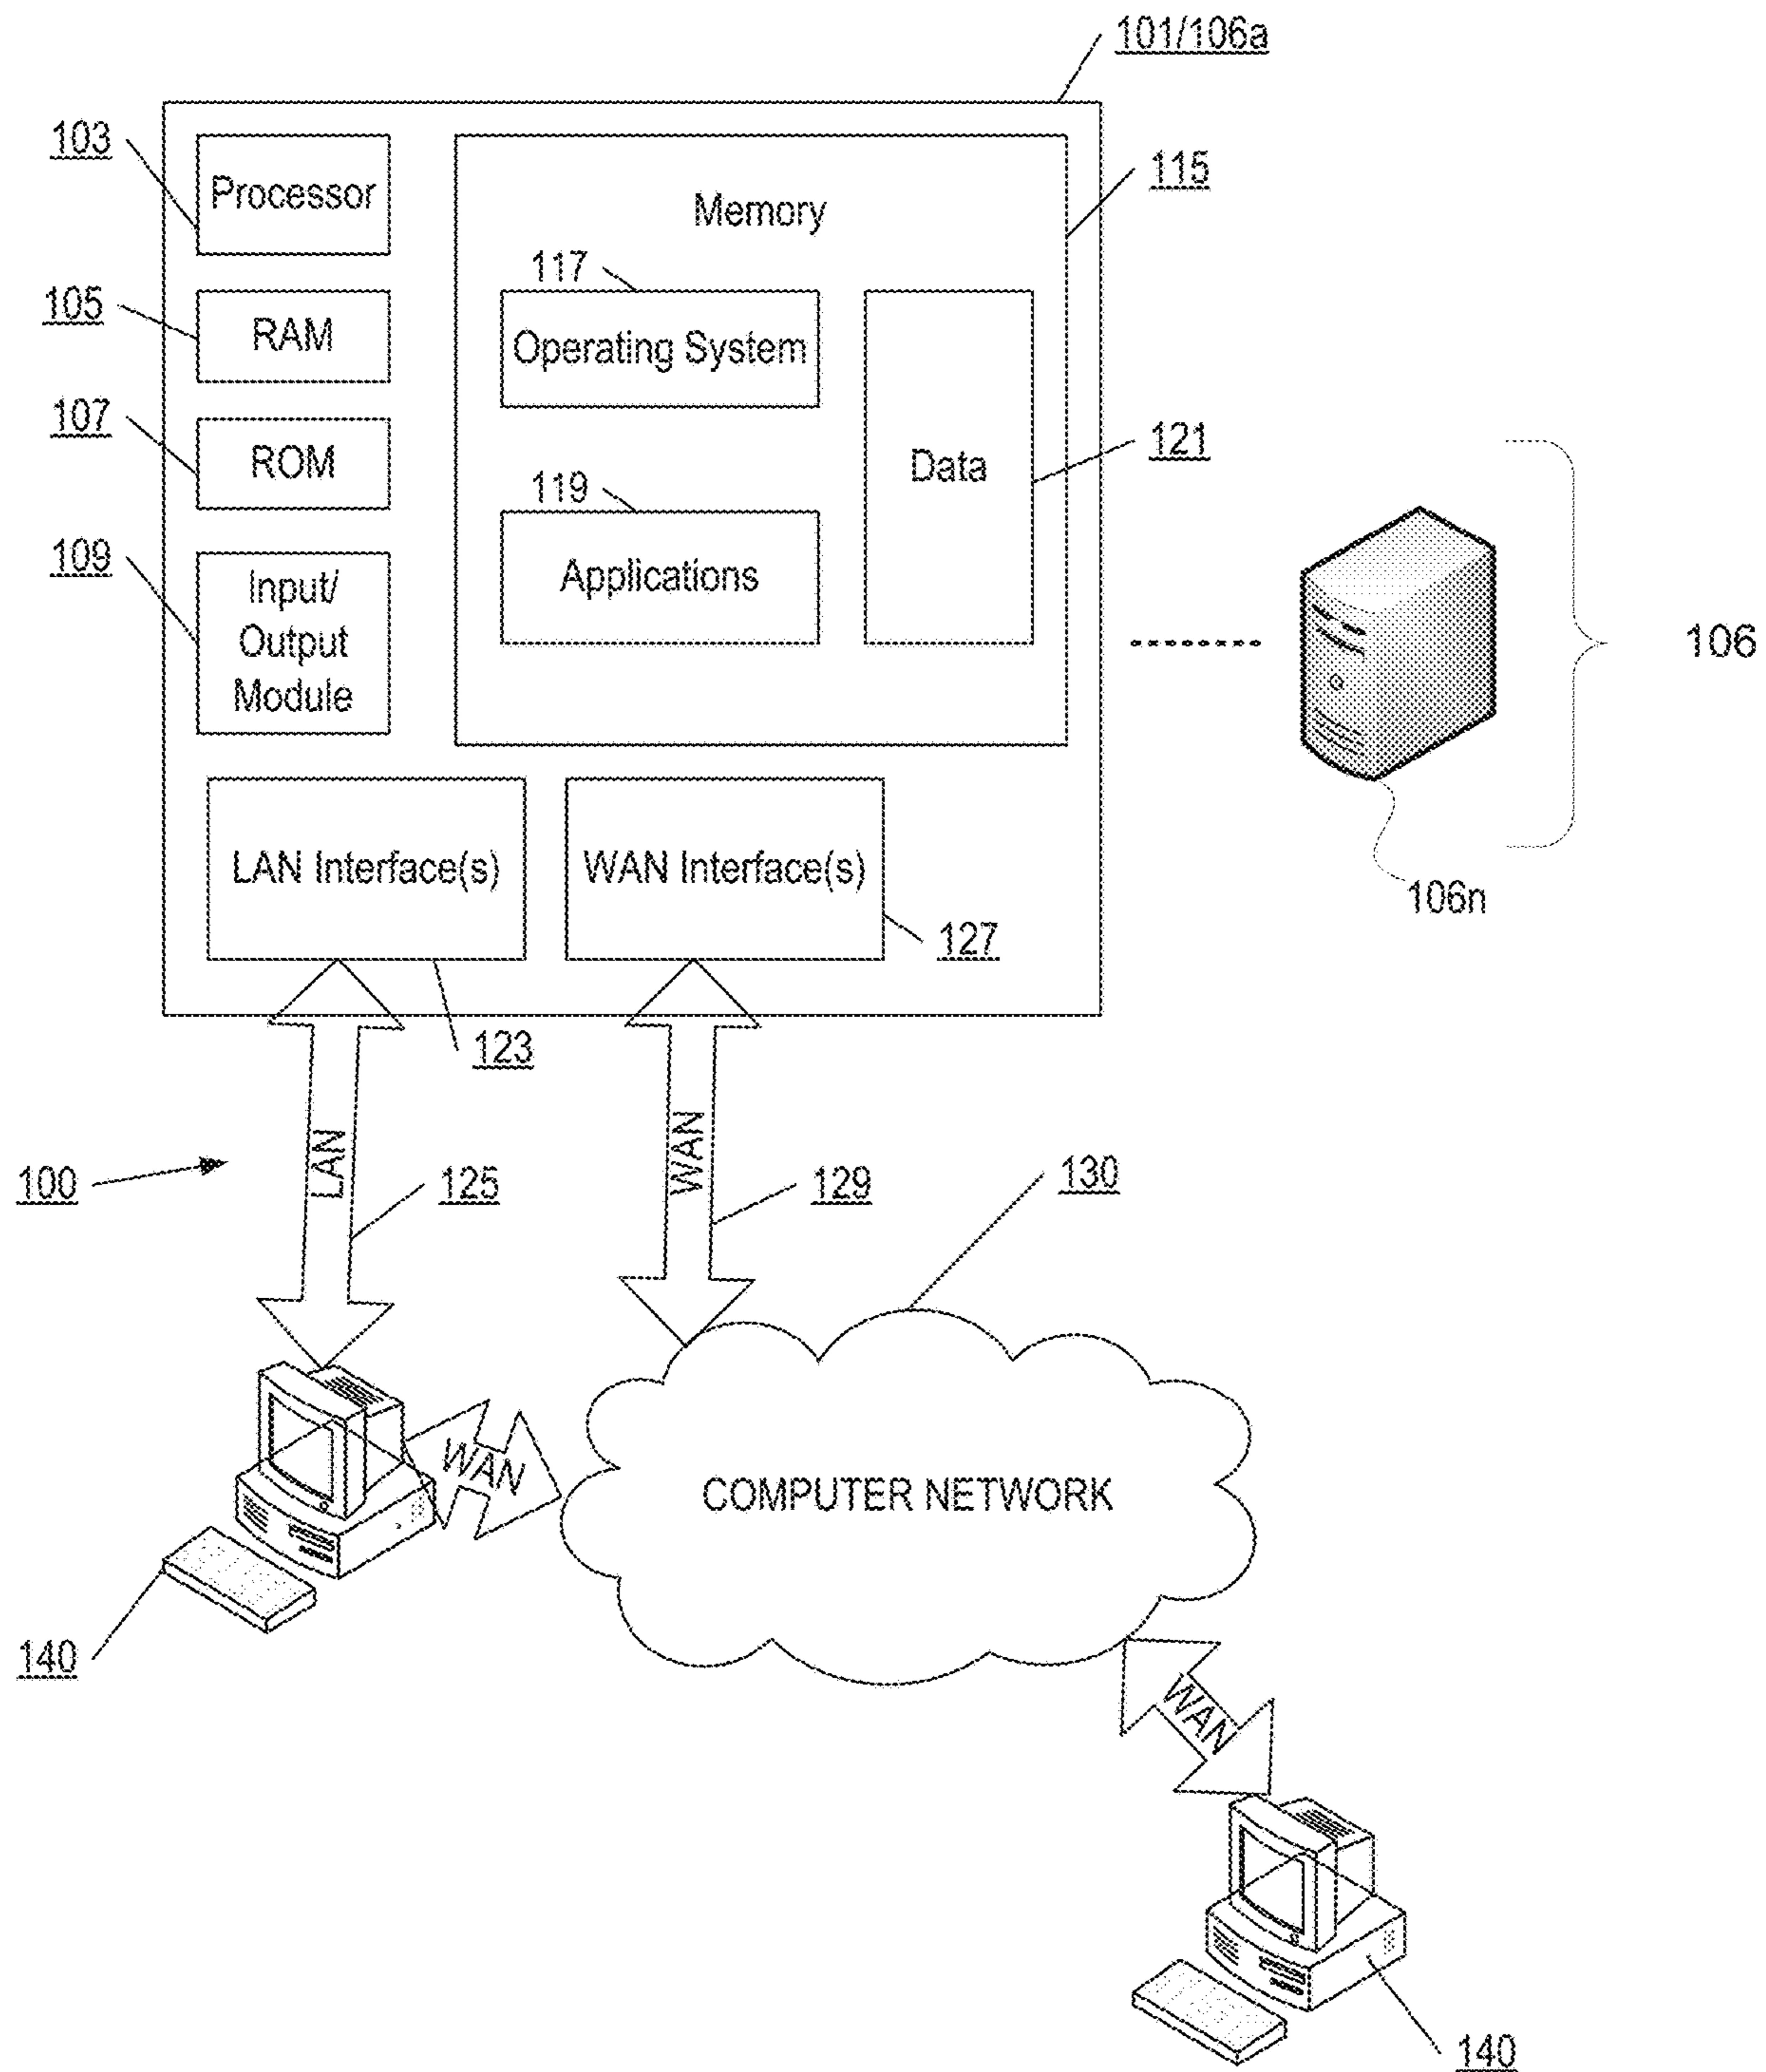 101/106a
103
Processor
Memory
115
117
105
RAM
Operating System
107
ROM
Data
121
119
109
Input/
Output
Module
Applications
106
LAN Interface(s)
WAN Interface(s)
106n
127
123
LAN
WAN
100
125
129
130
WAN
COMPUTER NETWORK
140
WAN
140